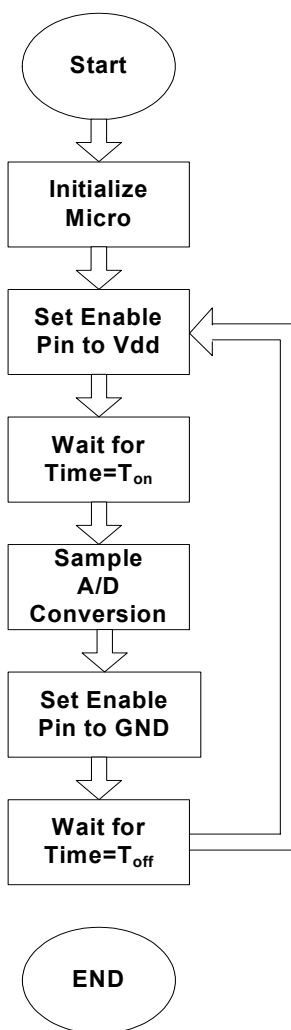 Start
Initialize
Micro
Set Enable
Pin to Vdd
Wait for
Time=Ton
Sample
A/D
Conversion
Set Enable
Pin to GND
Wait for
Time=Toff
END